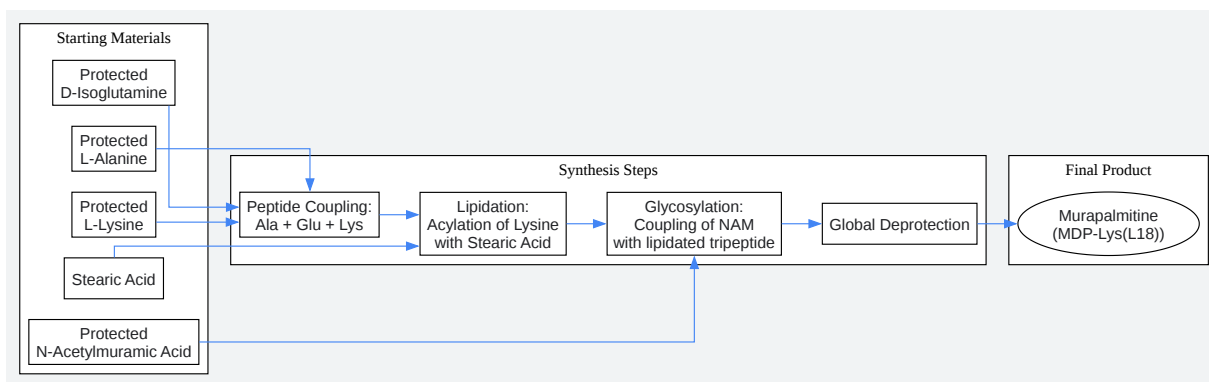 Starting Materials
Protected
D-Isoglutamine
Protected
L-Alanine
Protected
L-Lysine
Stearic Acid
Protected
N-Acetylmuramic Acid
Synthesis Steps
Peptide Coupling:
Ala + Glu + Lys
Lipidation:
Acylation of Lysine
with Stearic Acid
Glycosylation:
Coupling of NAM
with lipidated tripeptide
Global Deprotection
Final Product
Murapalmitine
(MDP-Lys(L18))